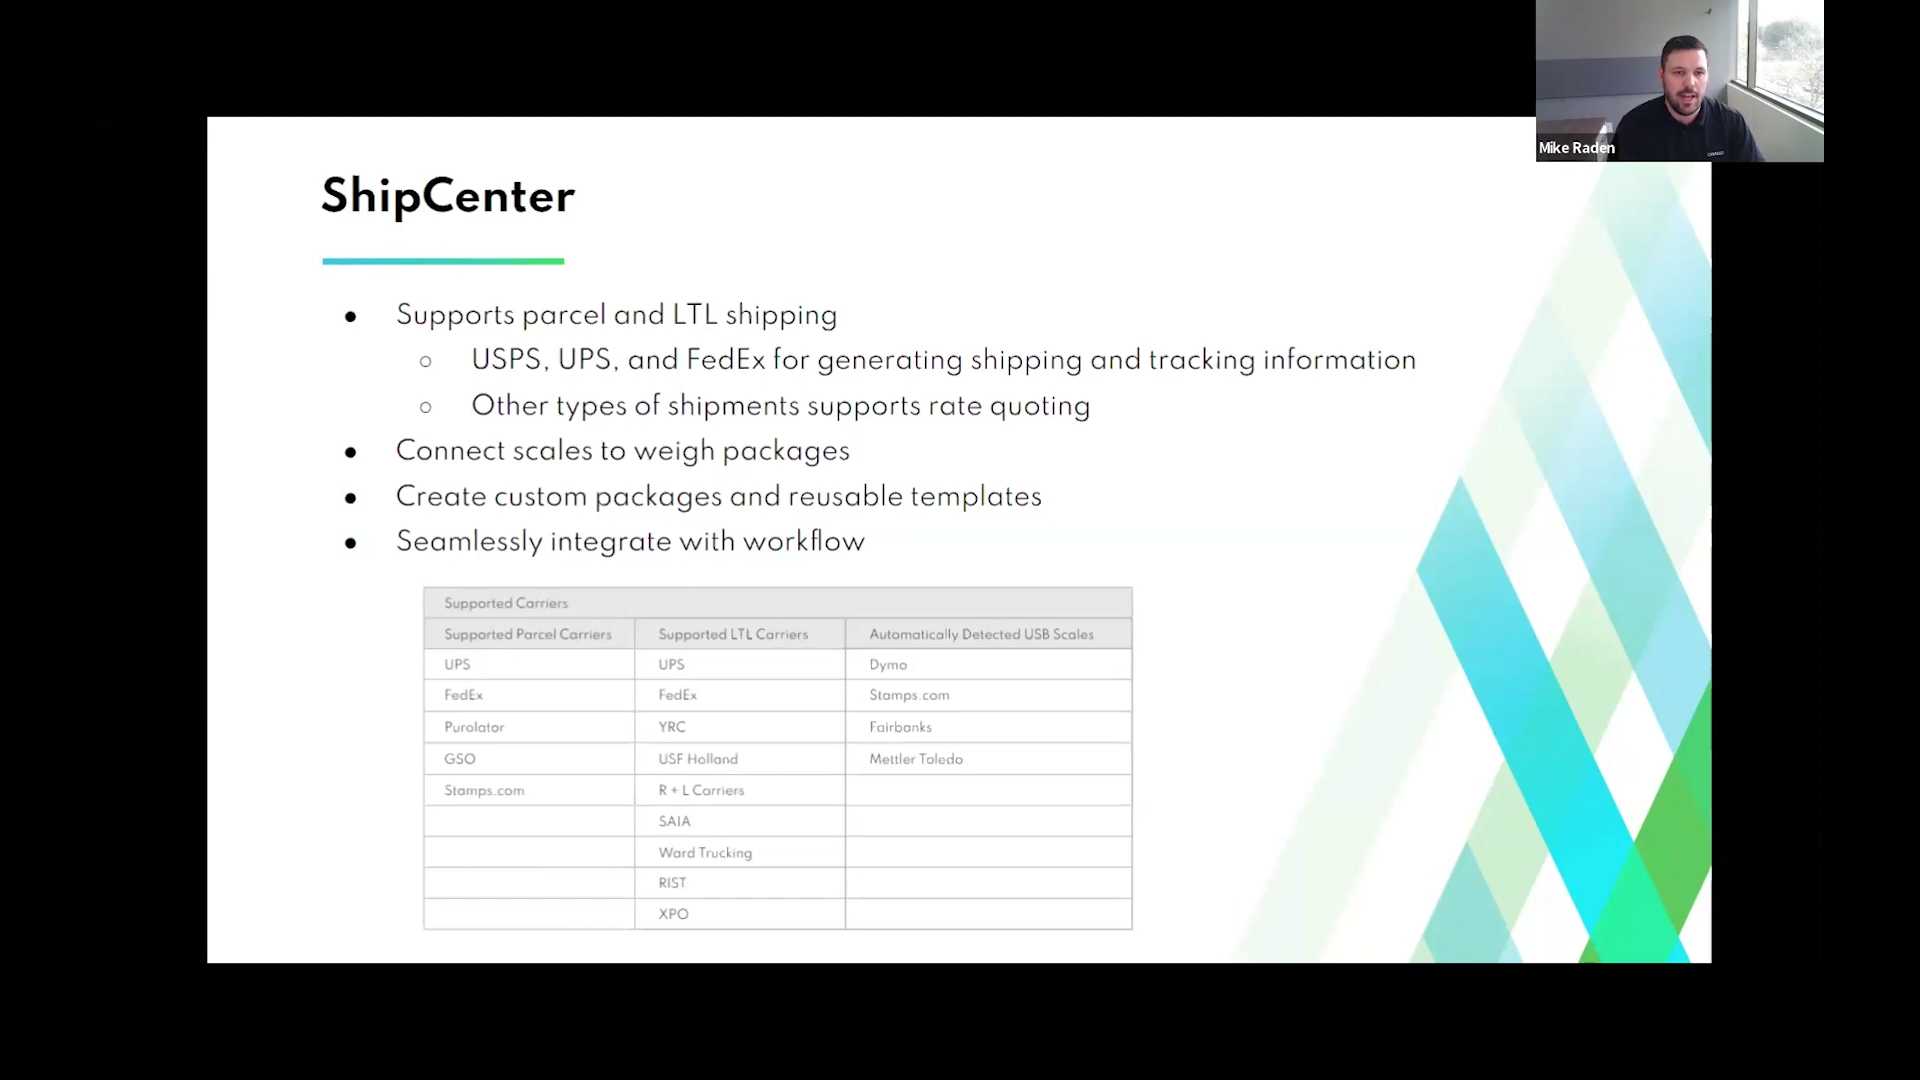 Mike Raden
ShipCenter
● Supports parcel and LTL shipping
○ USPS, UPS, and FedEx for generating shipping and tracking information
○ Other types of shipments supports rate quoting
● Connect scales to weigh packages
● Create custom packages and reusable templates
● Seamlessly integrate with workflow
Supported Carriers
Supported Parcel Carriers Supported LTL Carriers Automatically Detected USB Scales
UPS UPS Dymo
FedEx FedEx Stamps.com
Purolator YRC Fairbanks
GSO USF Holland Mettler Toledo
Stamps.com R + L Carriers
SAIA
Ward Trucking
RIST
XPO